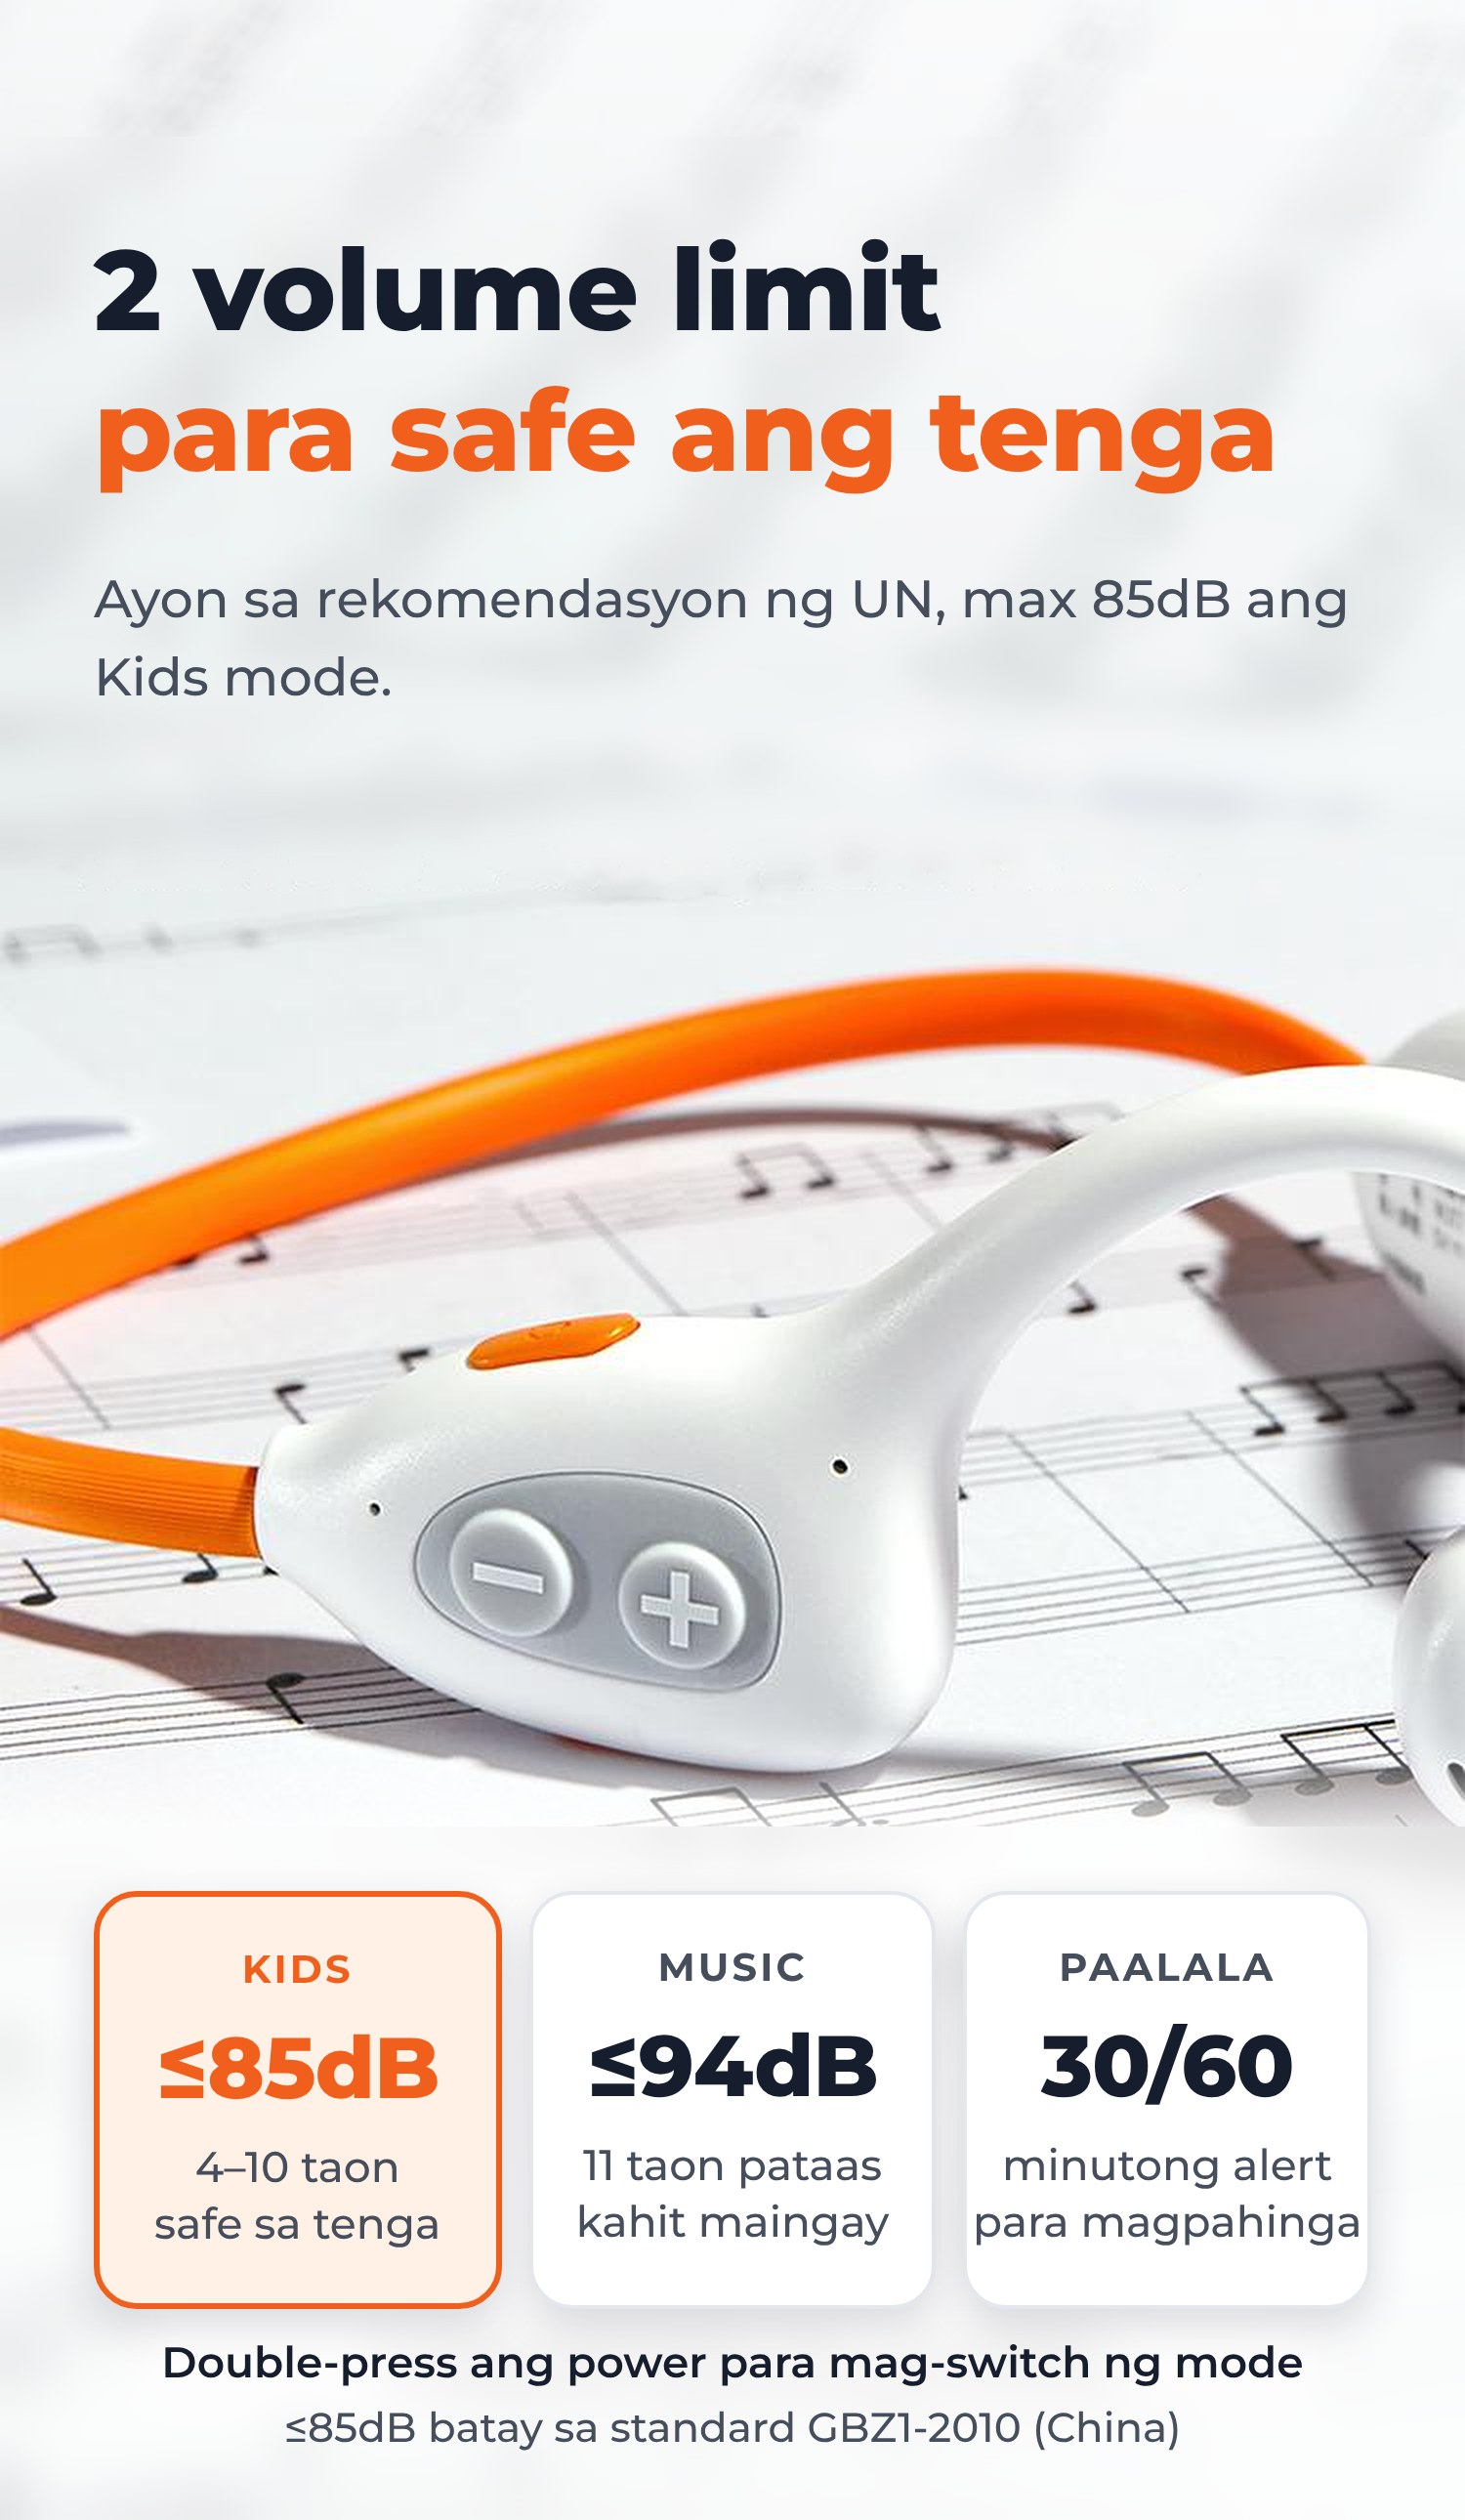 2 volume limit
para safe ang tenga
Ayon sa rekomendasyon ng UN, max 85dB ang
Kids mode.
KIDS
≤85dB
4–10 taon
safe sa tenga
MUSIC
≤94dB
11 taon pataas
kahit maingay
PAALALA
30/60
minutong alert
para magpahinga
Double-press ang power para mag-switch ng mode
≤85dB batay sa standard GBZ1-2010 (China)